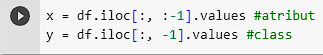 x = df.iloc[:, :-1].values #atribut
y = df.iloc[:, -1].values #class